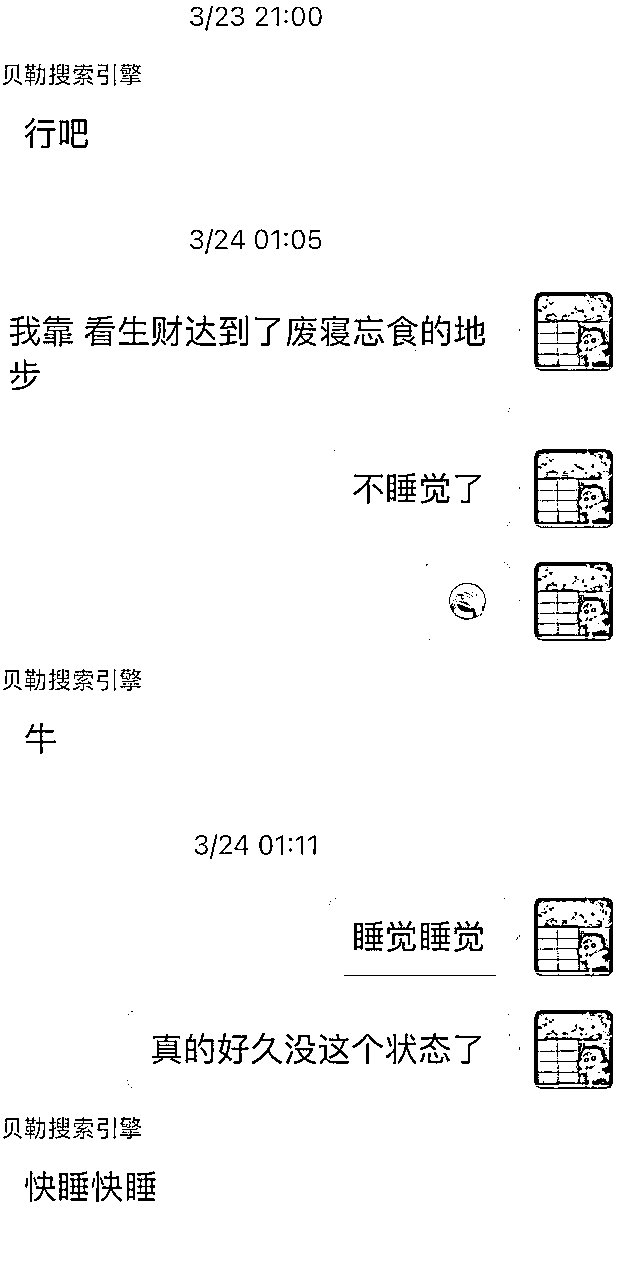 3/23 21:00
贝勒搜索引擎
行吧
3/24 01:05
我靠 看生财达到了废寝忘食的地
步
不睡觉了
贝勒搜索引擎
牛
3/24 01:11
睡觉睡觉
真的好久没这个状态了
贝勒搜索引擎
快睡快睡